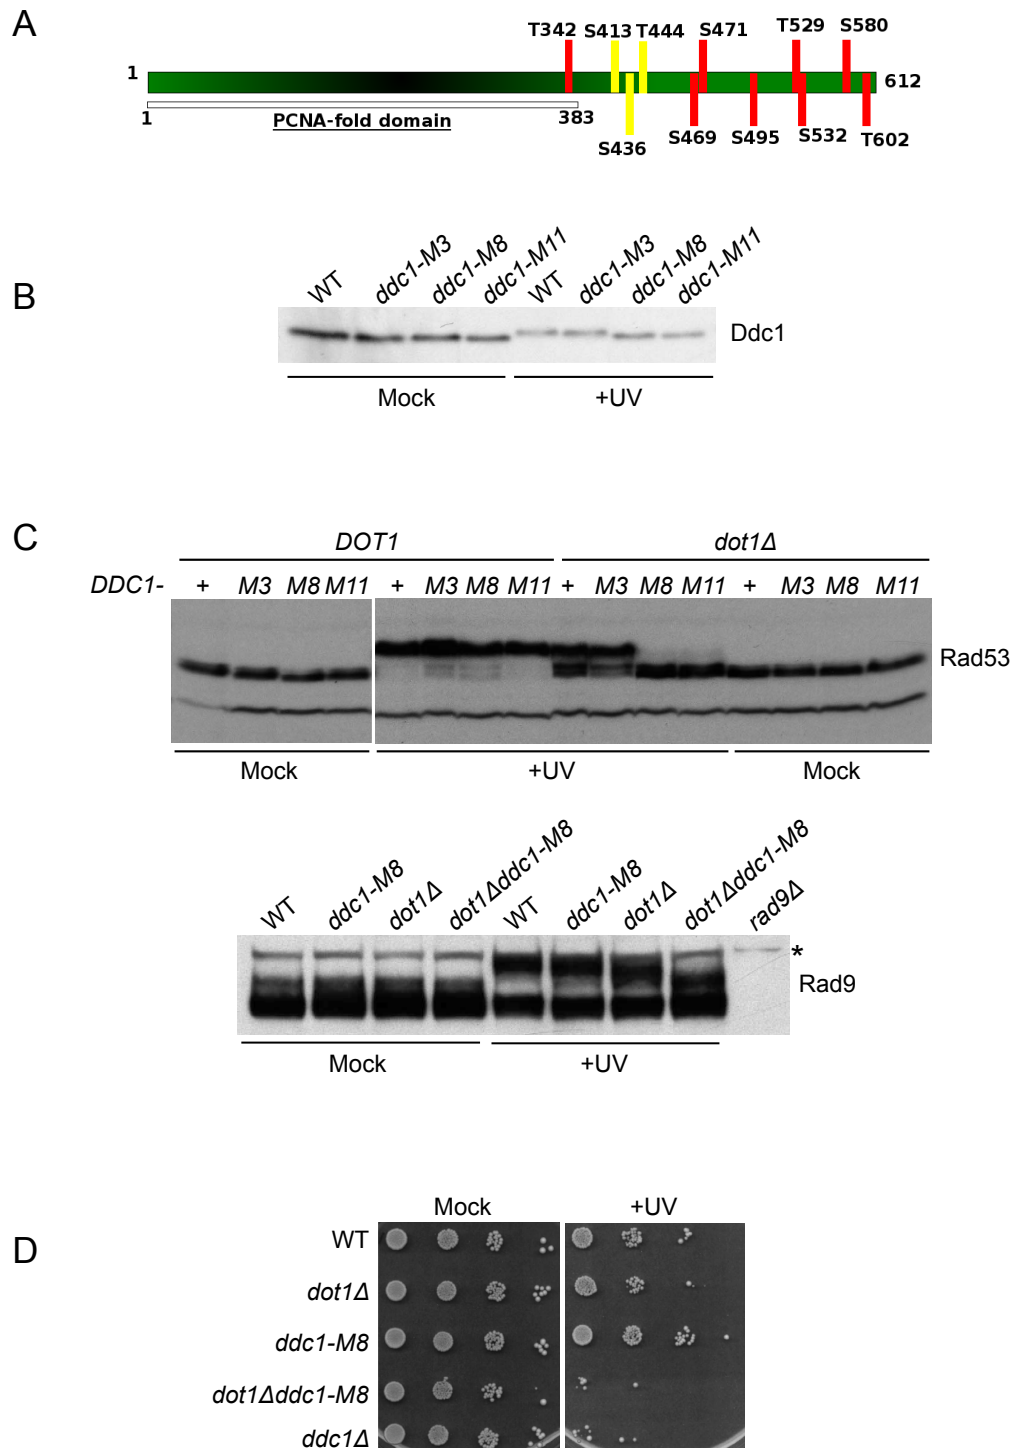 A
T342 S413 T444 S471 T529 S580
1 612
1 PCNA-fold domain 383
S436 S469 S495 S532 T602
B
WT ddc1-M3 ddc1-M8 ddc1-M11 WT ddc1-M3 ddc1-M8 ddc1-M11
Ddc1
Mock +UV
C
DOT1 dot1Δ
DDC1- + M3 M8 M11 + M3 M8 M11 + M3 M8 M11 + M3 M8 M11
Rad53
Mock +UV Mock
WT ddc1-M8 dot1Δ dot1Δddc1-M8 WT ddc1-M8 dot1Δ dot1Δddc1-M8 rad9Δ
*
Rad9
Mock +UV
Mock +UV
D
WT
dot1Δ
ddc1-M8
dot1Δddc1-M8
ddc1Δ